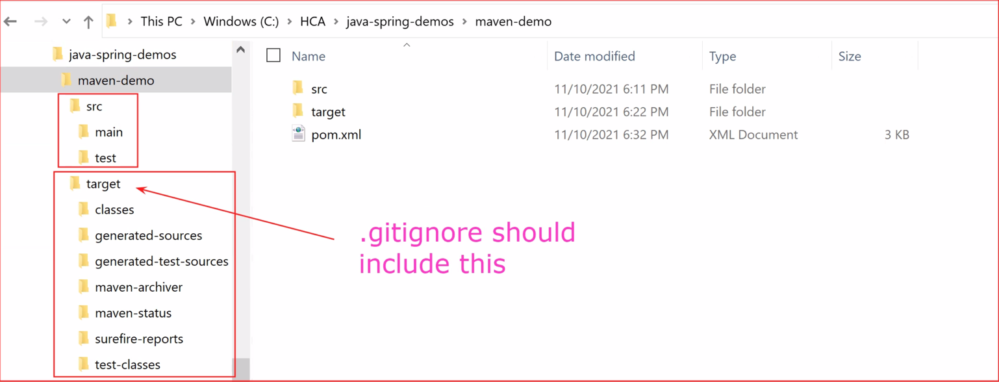 This PC > Windows (C:) > HCA > java-spring-demos > maven-demo
java-spring-demos
maven-demo
src
main
test
target
classes
generated-sources
generated-test-sources
maven-archiver
maven-status
surefire-reports
test-classes
Name Date modified Type Size
src 11/10/2021 6:11 PM File folder
target 11/10/2021 6:22 PM File folder
pom.xml 11/10/2021 6:32 PM XML Document 3 KB
.gitignore should
include this